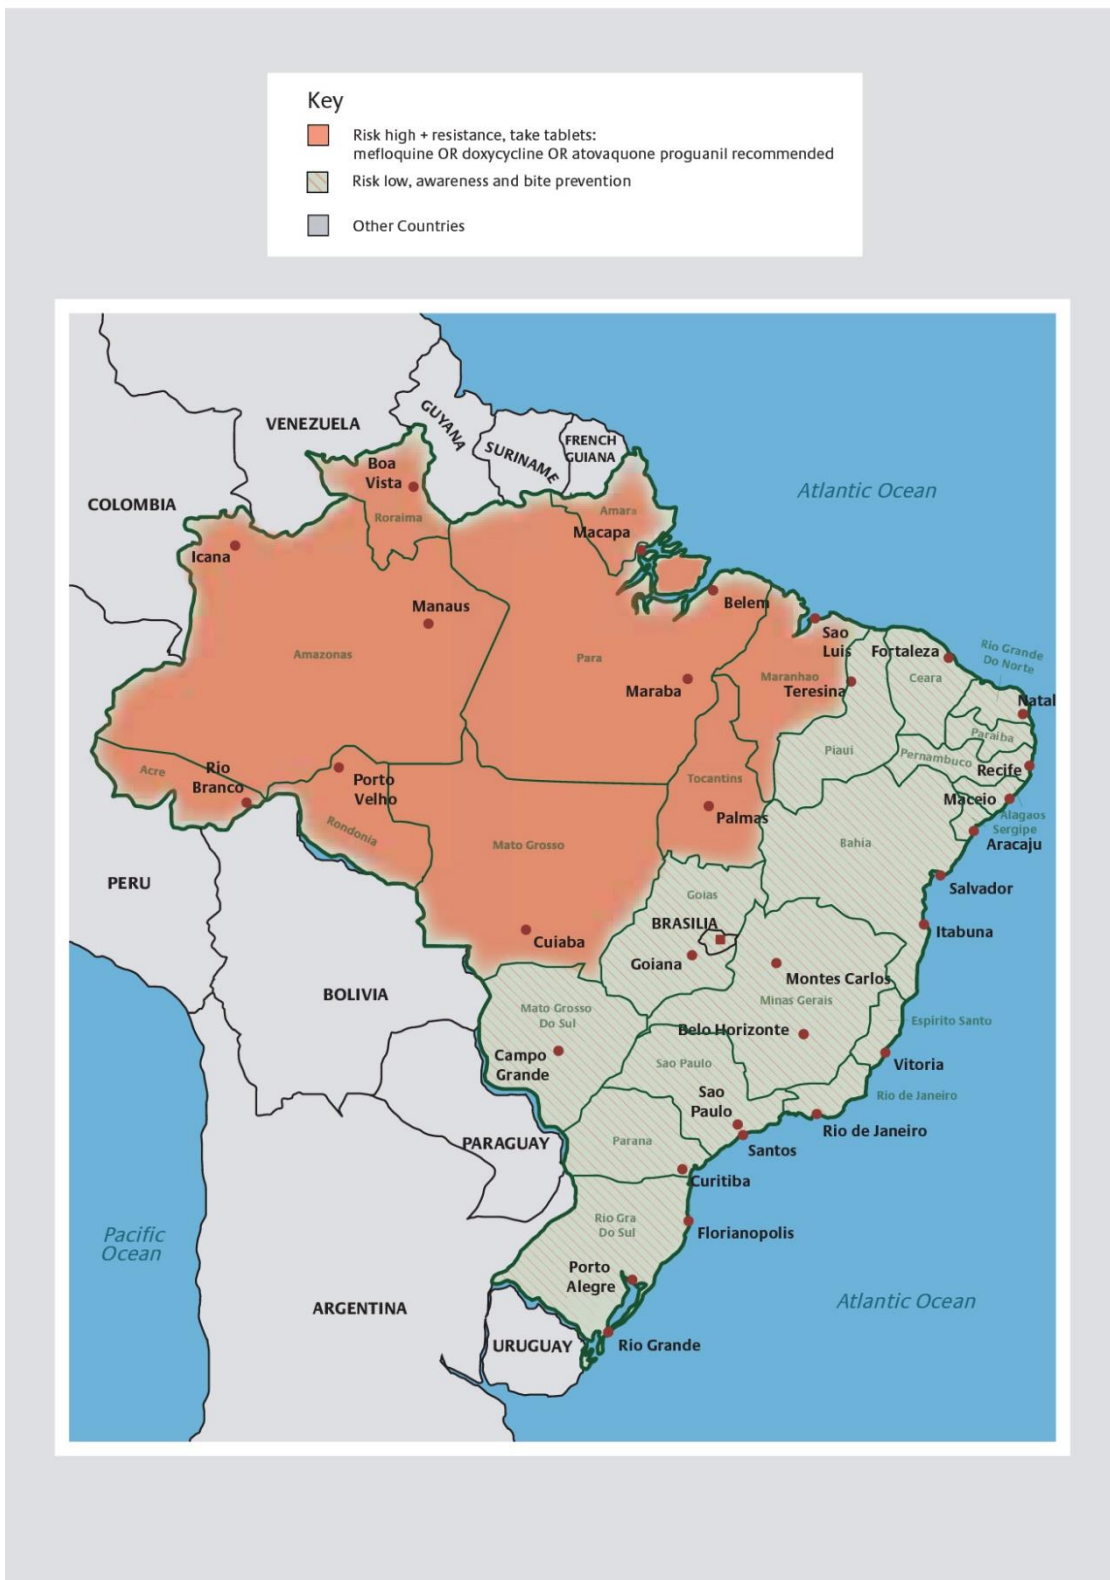 Key
Risk high + resistance, take tablets:
mefloquine OR doxycycline OR atovaquone proguanil recommended
Risk low, awareness and bite prevention
Other Countries
VENEZUELA
GUYANA
SURINAME
FRENCH
GUIANA
COLOMBIA
Boa
Vista
Roraima
Amara
Macapa
Atlantic Ocean
Icana
Manaus
Belem
Sao
Luis
Fortaleza
Rio Grande
Do Norte
Amazonas
Para
Maraba
Maranhao
Teresina
Ceara
Natal
Paraiba
Piaui
Pernambuco
Recife
Acre
Rio
Branco
Porto
Velho
Tocantins
Palmas
Maceio
Alagaos
Sergipe
Aracaju
Rondonia
Mato Grosso
Bahia
PERU
Salvador
Goias
BRASILIA
Itabuna
Cuiaba
Goiana
Montes Carlos
BOLIVIA
Mato Grosso
Do Sul
Minas Gerais
Espirito Santo
Belo Horizonte
Campo
Grande
Sao Paulo
Vitoria
Sao
Paulo
Rio de Janeiro
Rio de Janeiro
PARAGUAY
Parana
Santos
Curitiba
Rio Gra
Do Sul
Florianopolis
Pacific
Ocean
Porto
Alegre
ARGENTINA
Atlantic Ocean
URUGUAY
Rio Grande